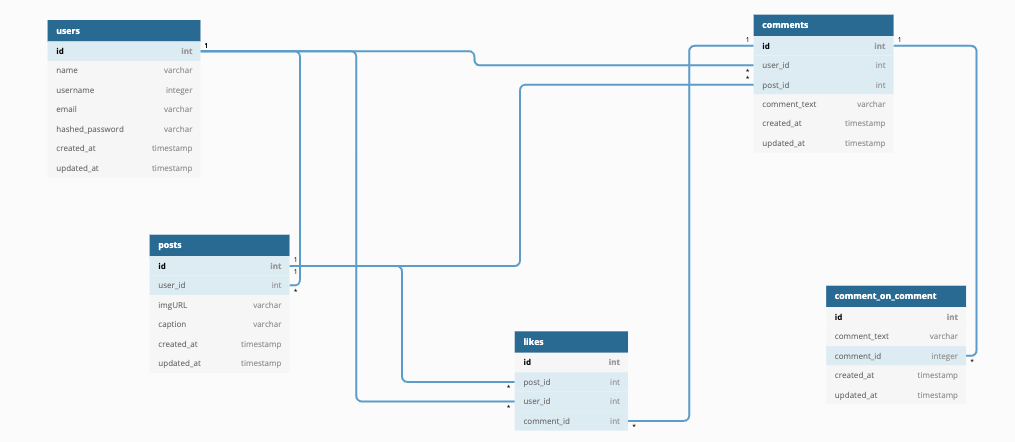 users
id int
name varchar
username integer
email varchar
hashed_password varchar
created_at timestamp
updated_at timestamp
1
comments
id int
user_id int
post_id int
comment_text varchar
created_at timestamp
updated_at timestamp
1
1
*
*
posts
id int
user_id int
imgURL varchar
caption varchar
created_at timestamp
updated_at timestamp
1
1
*
likes
id int
post_id int
user_id int
comment_id int
*
*
*
comment_on_comment
id int
comment_text varchar
comment_id integer
created_at timestamp
updated_at timestamp
*